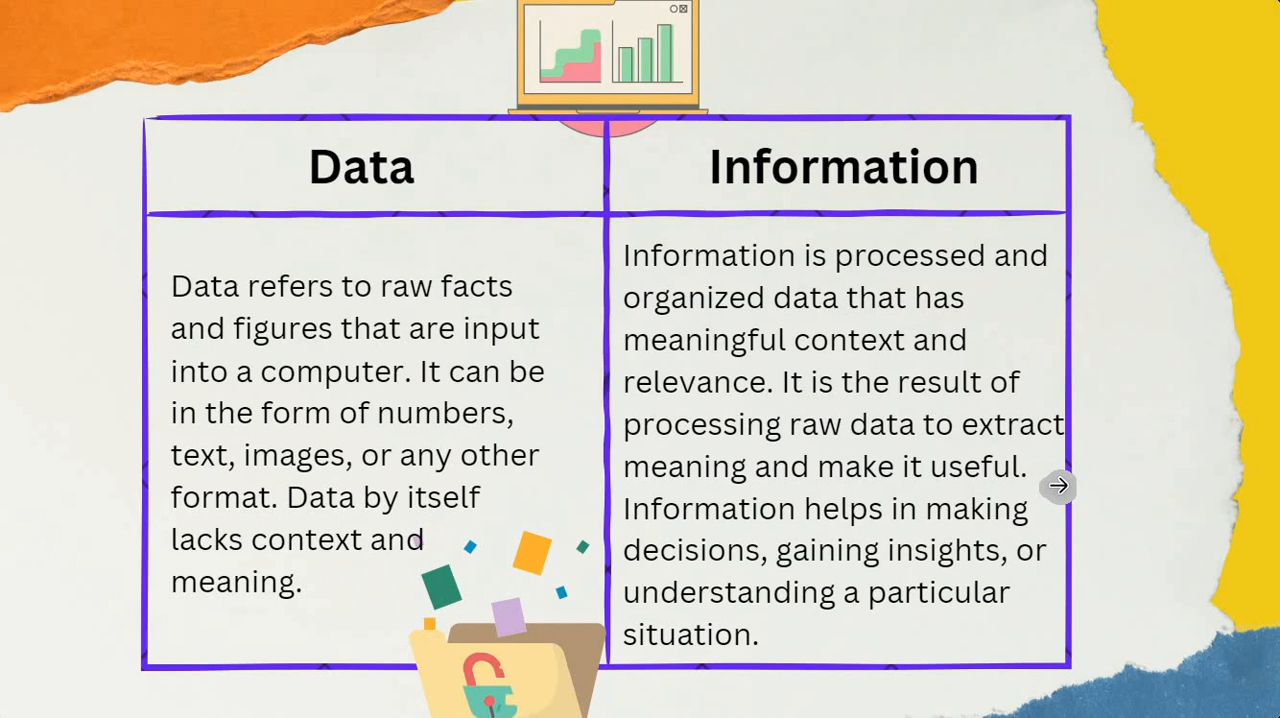 Data
Information
Data refers to raw facts
and figures that are input
into a computer. It can be
in the form of numbers,
text, images, or any other
format. Data by itself
lacks context and
meaning.
Information is processed and
organized data that has
meaningful context and
relevance. It is the result of
processing raw data to extract
meaning and make it useful.
Information helps in making
decisions, gaining insights, or
understanding a particular
situation.